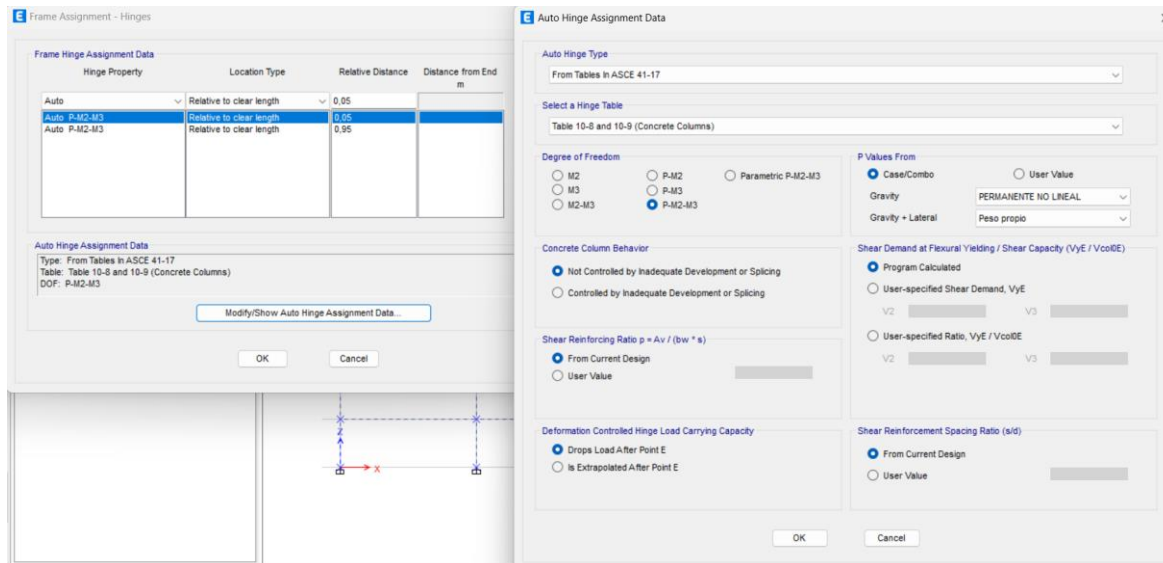 Frame Assignment - Hinges
Frame Hinge Assignment Data
Hinge Property Location Type Relative Distance Distance from End
m
Auto Relative to clear length 0,05
Auto P-M2-M3 Relative to clear length 0,05
Auto P-M2-M3 Relative to clear length 0,95
Auto Hinge Assignment Data
Type: From Tables In ASCE 41-17
Table: Table 10-8 and 10-9 (Concrete Columns)
DOF: P-M2-M3
Modify/Show Auto Hinge Assignment Data...
OK Cancel
Z
X
Auto Hinge Assignment Data
Auto Hinge Type
From Tables In ASCE 41-17
Select a Hinge Table
Table 10-8 and 10-9 (Concrete Columns)
Degree of Freedom
M2 P-M2 Parametric P-M2-M3
M3 P-M3
M2-M3 P-M2-M3
P Values From
Case/Combo User Value
Gravity PERMANENTE NO LINEAL
Gravity + Lateral Peso propio
Concrete Column Behavior
Not Controlled by Inadequate Development or Splicing
Controlled by Inadequate Development or Splicing
Shear Demand at Flexural Yielding / Shear Capacity (VyE / Vcol0E)
Program Calculated
User-specified Shear Demand, VyE
V2 V3
User-specified Ratio, VyE / Vcol0E
V2 V3
Shear Reinforcing Ratio p = Av / (bw * s)
From Current Design
User Value
Deformation Controlled Hinge Load Carrying Capacity
Drops Load After Point E
Is Extrapolated After Point E
Shear Reinforcement Spacing Ratio (s/d)
From Current Design
User Value
OK Cancel